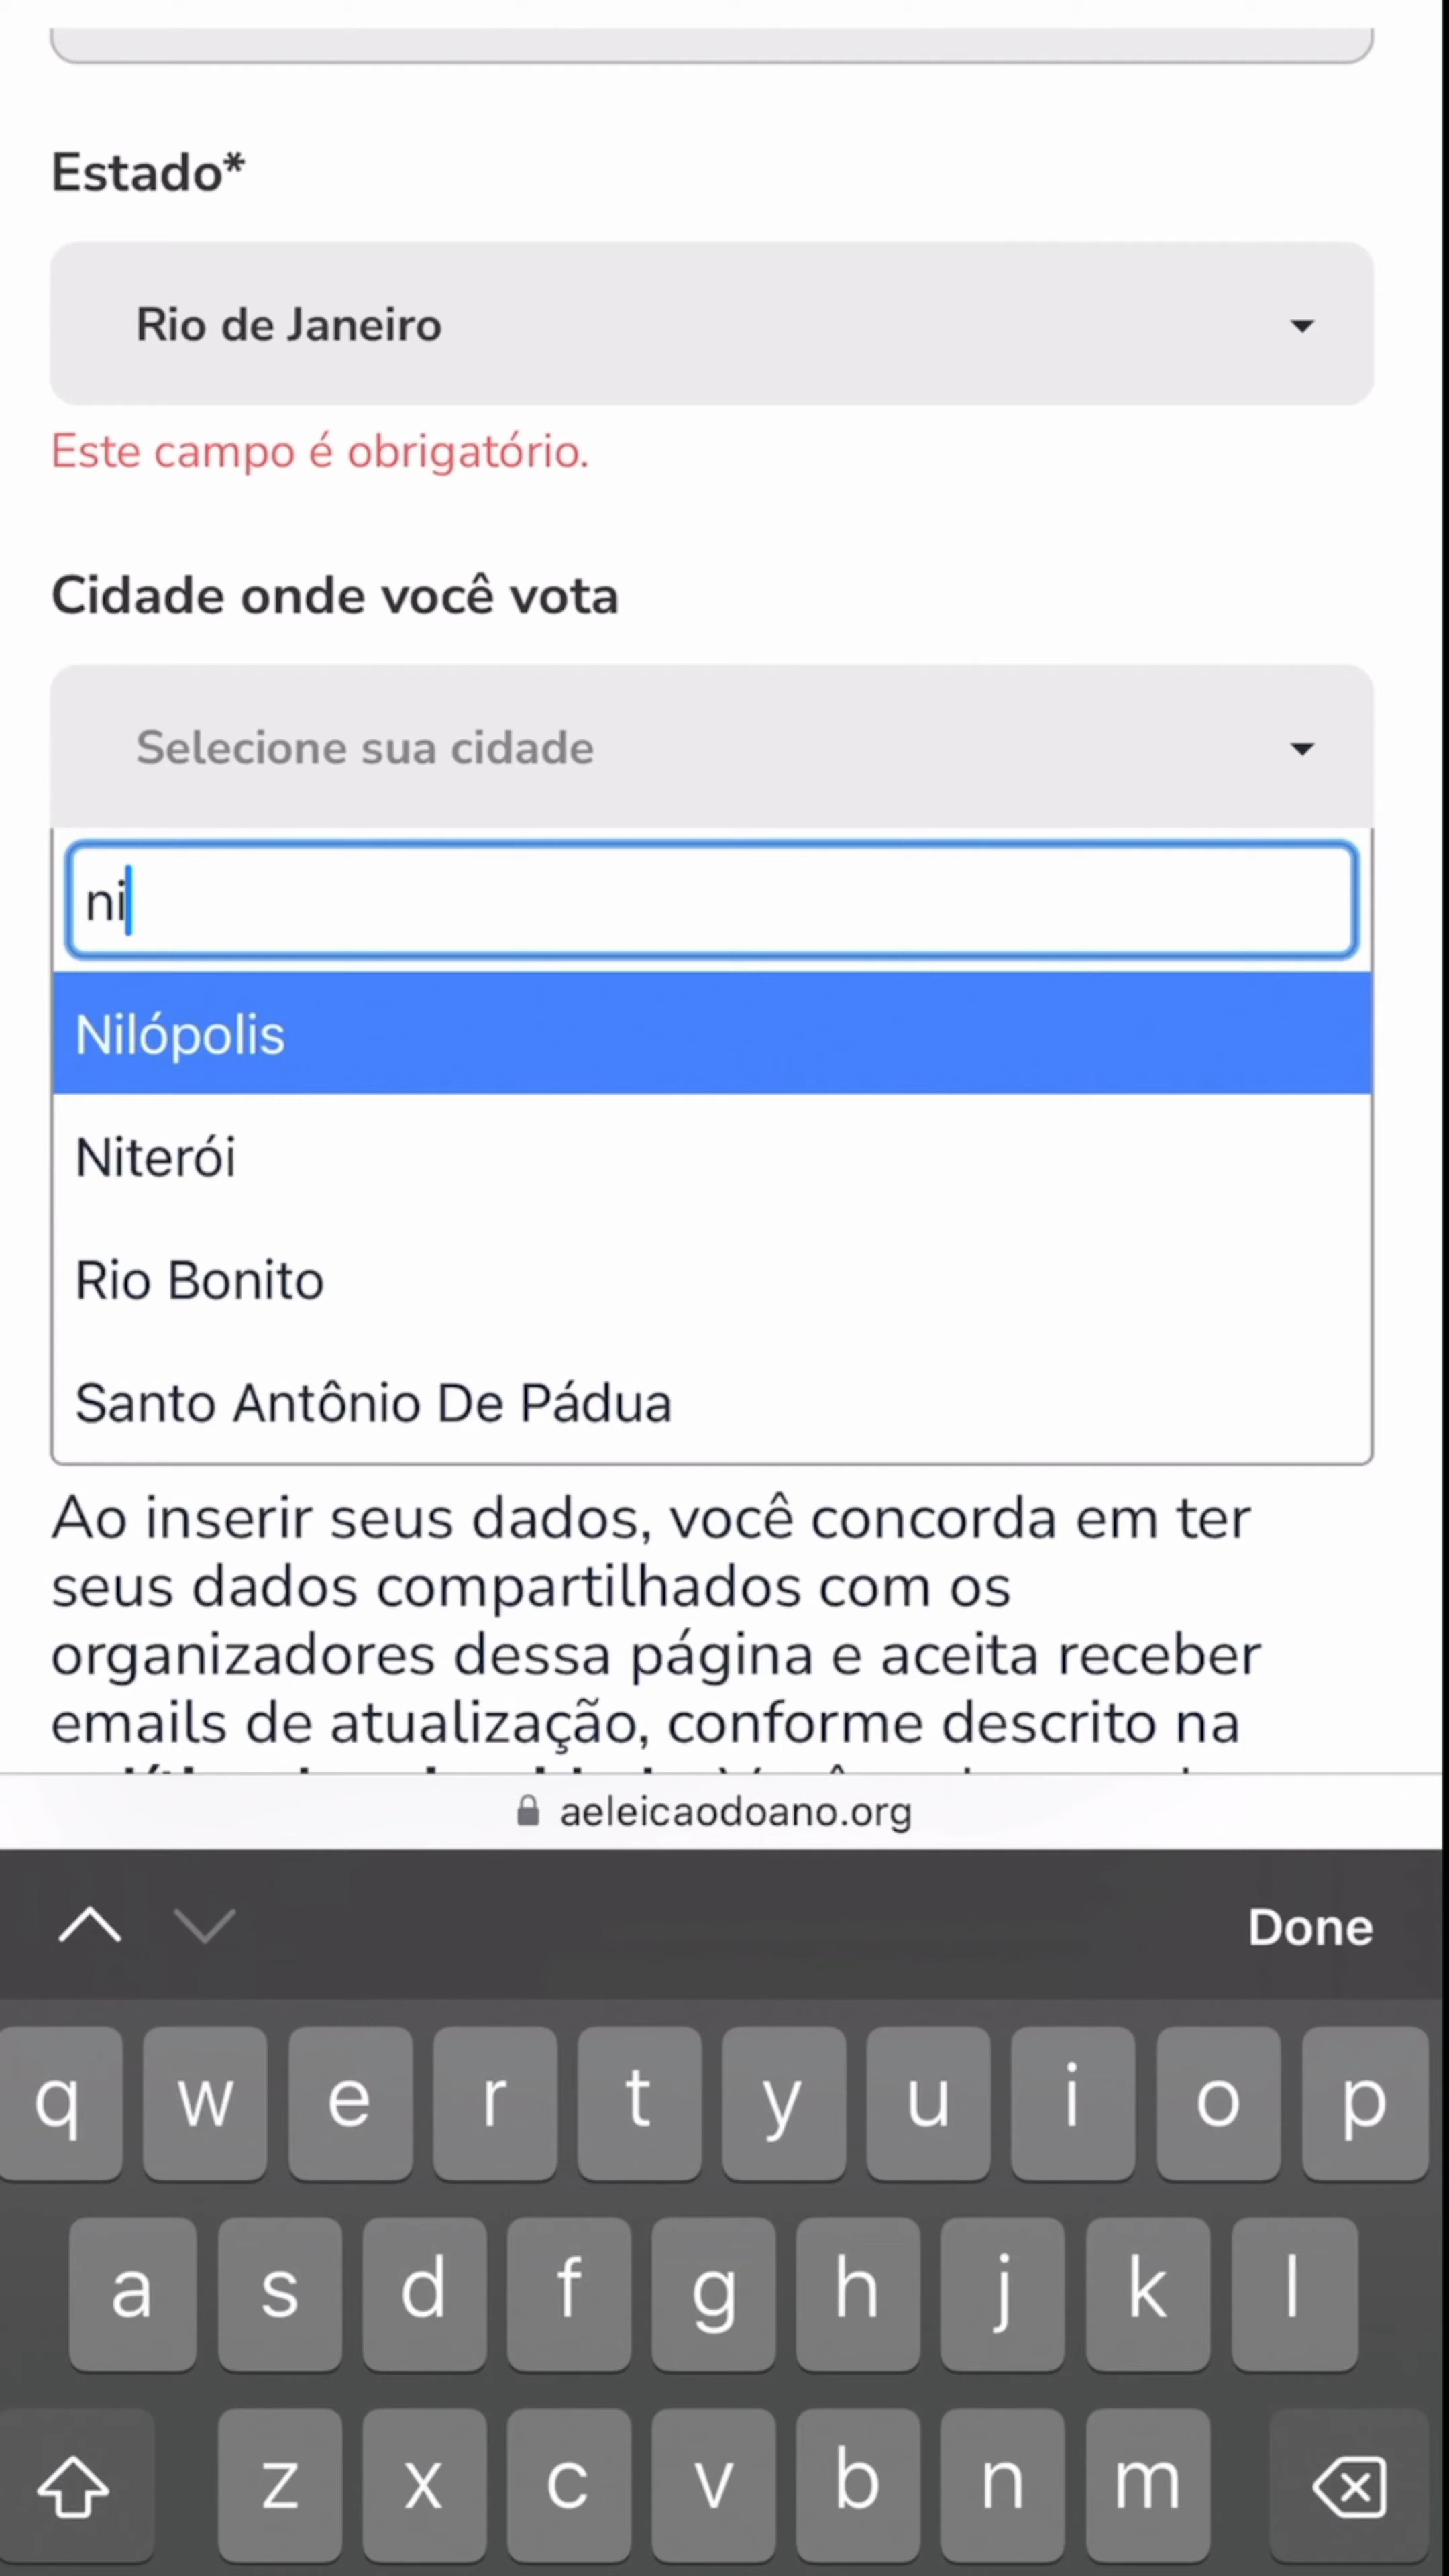 Estado*
Rio de Janeiro
Este campo é obrigatório.
Cidade onde você vota
Selecione sua cidade
ni
Nilópolis
Niterói
Rio Bonito
Santo Antônio De Pádua
Ao inserir seus dados, você concorda em ter
seus dados compartilhados com os
organizadores dessa página e aceita receber
emails de atualização, conforme descrito na
aeleicaodoano.org
Done
q w e r t y u i o p
a s d f g h j k l
z x c v b n m